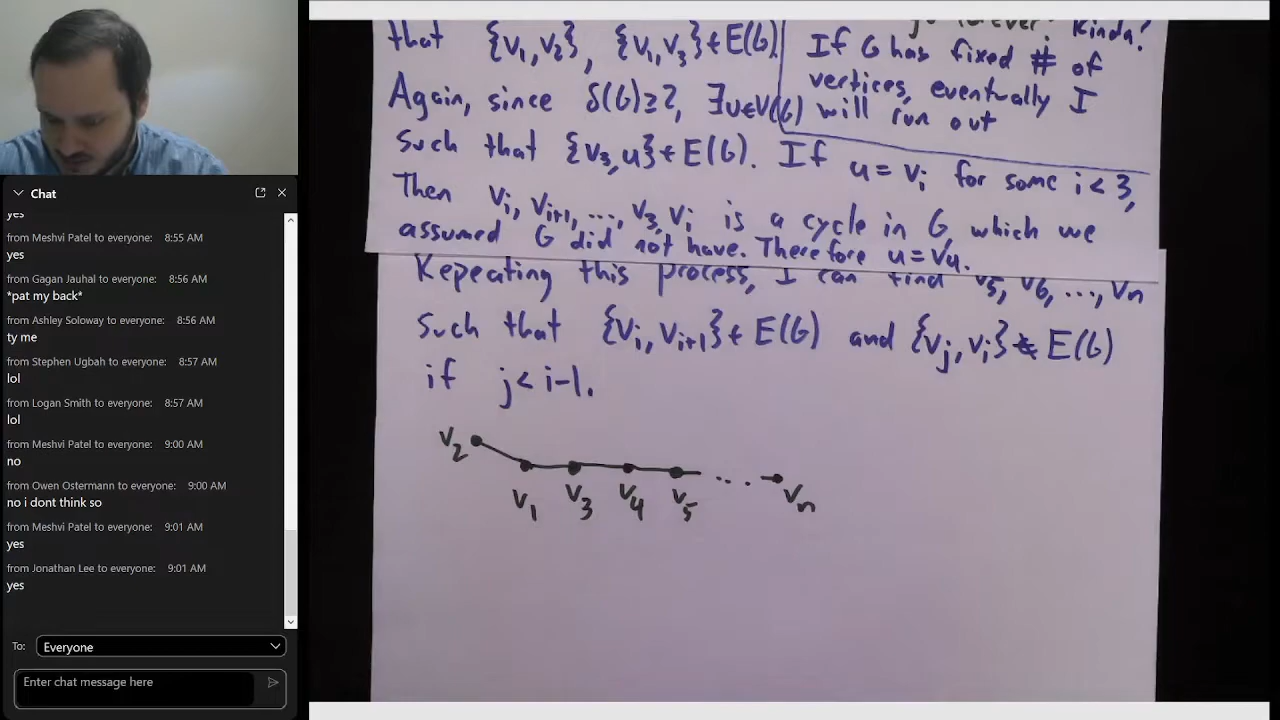 Chat
yes
from Meshvi Patel to everyone: 8:55 AM
yes
from Gagan Jauhal to everyone: 8:56 AM
*pat my back*
from Ashley Soloway to everyone: 8:56 AM
ty me
from Stephen Ugbah to everyone: 8:57 AM
lol
from Logan Smith to everyone: 8:57 AM
lol
from Meshvi Patel to everyone: 9:00 AM
no
from Owen Ostermann to everyone: 9:00 AM
no i dont think so
from Meshvi Patel to everyone: 9:01 AM
yes
from Jonathan Lee to everyone: 9:01 AM
yes
To: Everyone
Enter chat message here
that {v₁,v₂}, {v₁,v₃} ∈ E(G)
Again, since δ(G)≥2, ∃u∈V(G)
such that {v₃,u} ∈ E(G). If u = vᵢ for some i < 3,
Then vᵢ, vᵢ₊₁, ..., v₃, vᵢ is a cycle in G, which we
assumed G did not have. Therefore u = v₄.
forever? Kinda?
If G has fixed # of
vertices, eventually I
will run out
Repeating this process, I can find v₅, v₆, ..., vₙ
such that {vᵢ, vᵢ₊₁} ∈ E(G) and {vⱼ, vᵢ} ∉ E(G)
if j < i-1.
v₂
v₁ v₃ v₄ v₅ ... vₙ